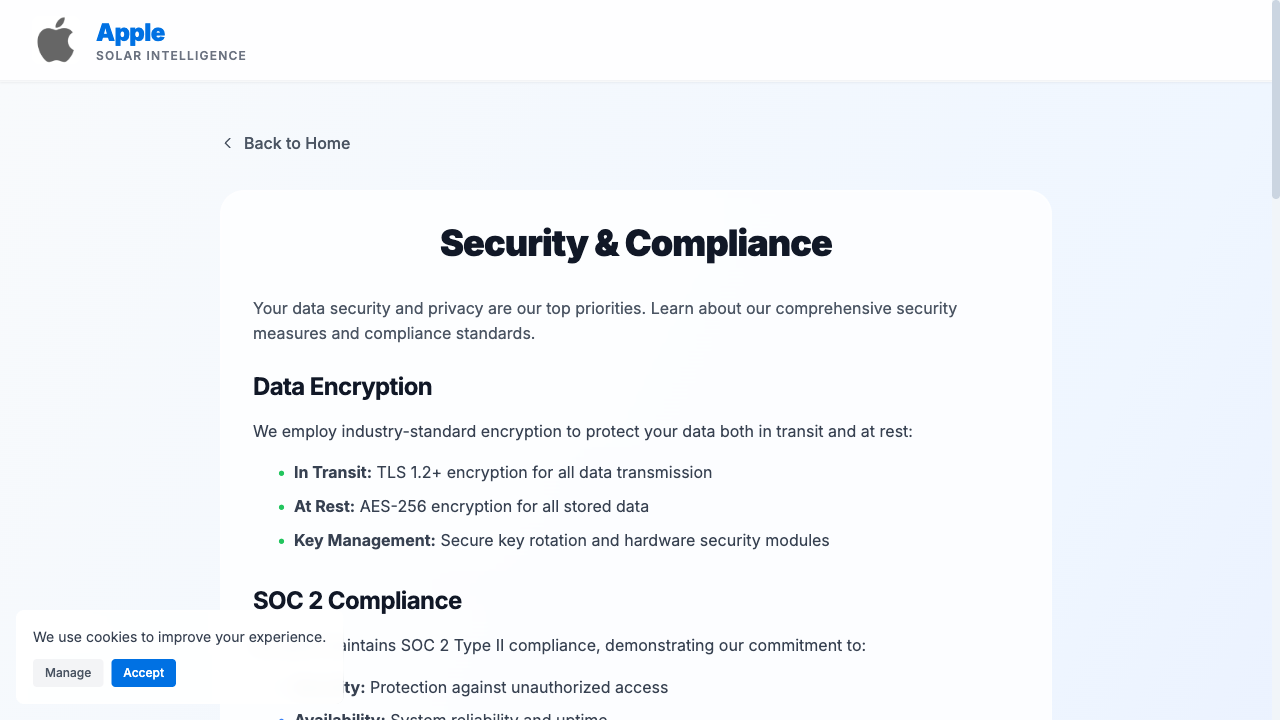 Apple
SOLAR INTELLIGENCE
Back to Home
Security & Compliance
Your data security and privacy are our top priorities. Learn about our comprehensive security
measures and compliance standards.
Data Encryption
We employ industry-standard encryption to protect your data both in transit and at rest:
In Transit: TLS 1.2+ encryption for all data transmission
At Rest: AES-256 encryption for all stored data
Key Management: Secure key rotation and hardware security modules
SOC 2 Compliance
SOC 2 Type II compliance, demonstrating our commitment to:
Protection against unauthorized access
Availability: System reliability and uptime
We use cookies to improve your experience.
Manage
Accept